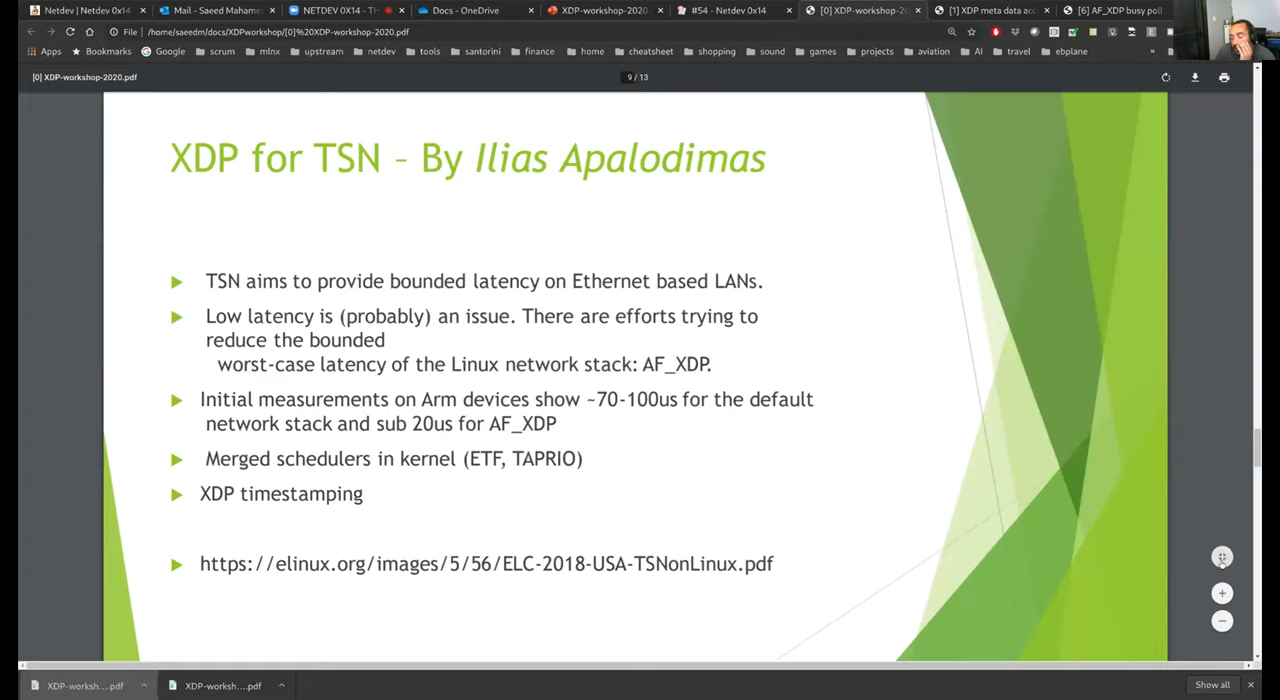 Netdev | Netdev 0x14
Mail - Saeed Maham
NETDEV 0X14 - TH
Docs - OneDrive
XDP-workshop-2020.
#54 - Netdev 0x14
[0] XDP-workshop-2
[1] XDP meta data acc
[6] AF_XDP busy poll
File
/home/saeedm/docs/XDPworkshop/[0]%20XDP-workshop-2020.pdf
Apps
Bookmarks
Google
scrum
mlnx
upstream
netdev
tools
santorini
finance
home
cheatsheet
shopping
sound
games
projects
aviation
AI
travel
ebplane
»
[0] XDP-workshop-2020.pdf
9 / 13
XDP for TSN – By Ilias Apalodimas
TSN aims to provide bounded latency on Ethernet based LANs.
Low latency is (probably) an issue. There are efforts trying to
reduce the bounded
worst-case latency of the Linux network stack: AF_XDP.
Initial measurements on Arm devices show ~70-100us for the default
network stack and sub 20us for AF_XDP
Merged schedulers in kernel (ETF, TAPRIO)
XDP timestamping
https://elinux.org/images/5/56/ELC-2018-USA-TSNonLinux.pdf
XDP-worksh....pdf
XDP-worksh....pdf
Show all